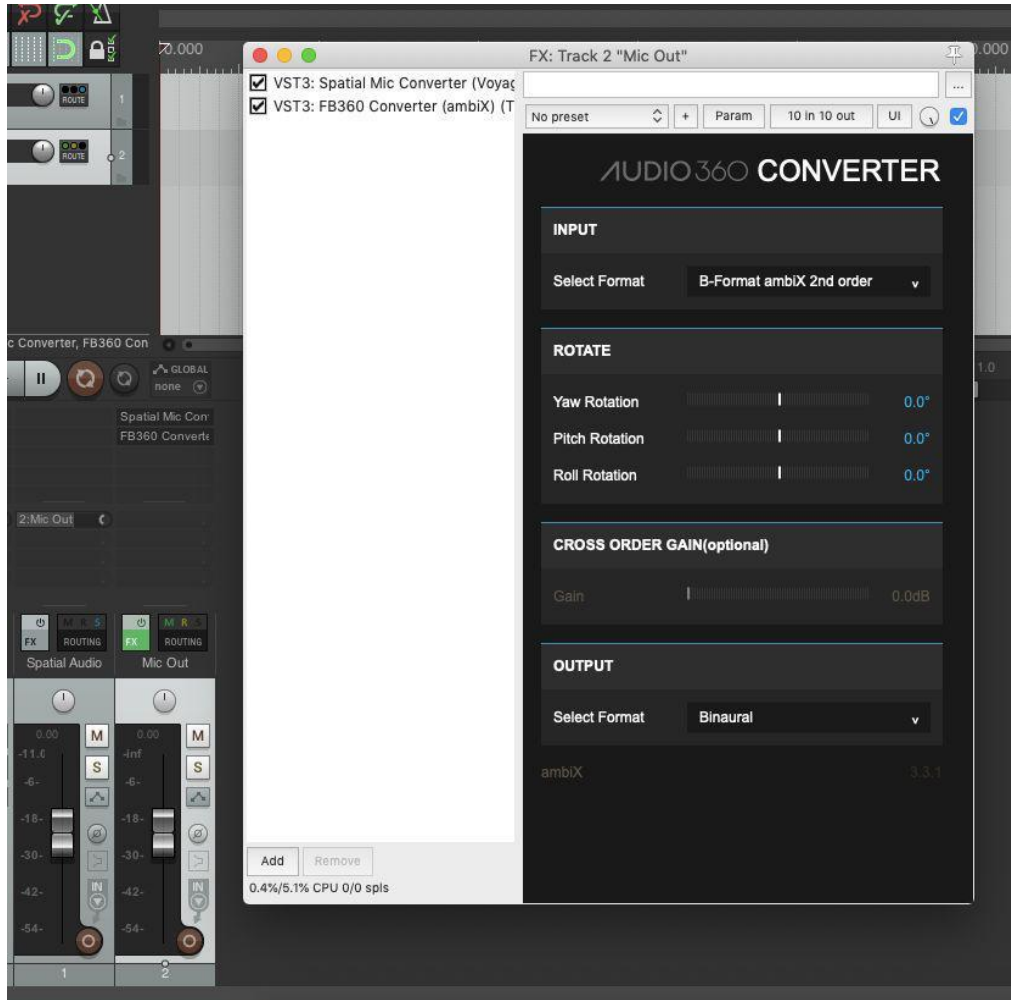 0.000
FX: Track 2 "Mic Out"
.000
VST3: Spatial Mic Converter (Voyag
VST3: FB360 Converter (ambiX) (T
...
No preset
+
Param
10 in 10 out
UI
ROUTE
1
ROUTE
2
AUDIO360 CONVERTER
INPUT
Select Format
B-Format ambiX 2nd order
v
ROTATE
Yaw Rotation
0.0°
Pitch Rotation
0.0°
Roll Rotation
0.0°
CROSS ORDER GAIN(optional)
Gain
0.0dB
OUTPUT
Select Format
Binaural
v
ambiX
3.3.1
Add
Remove
0.4%/5.1% CPU 0/0 spls
c Converter, FB360 Con
GLOBAL
none
1.0
Spatial Mic Con
FB360 Converte
2:Mic Out
M R S
M R S
FX
ROUTING
FX
ROUTING
Spatial Audio
Mic Out
0.00
M
0.00
M
-inf
S
S
-6-
-6-
-18-
-18-
-30-
-30-
IN
IN
-42-
-42-
-54-
-54-
1
2